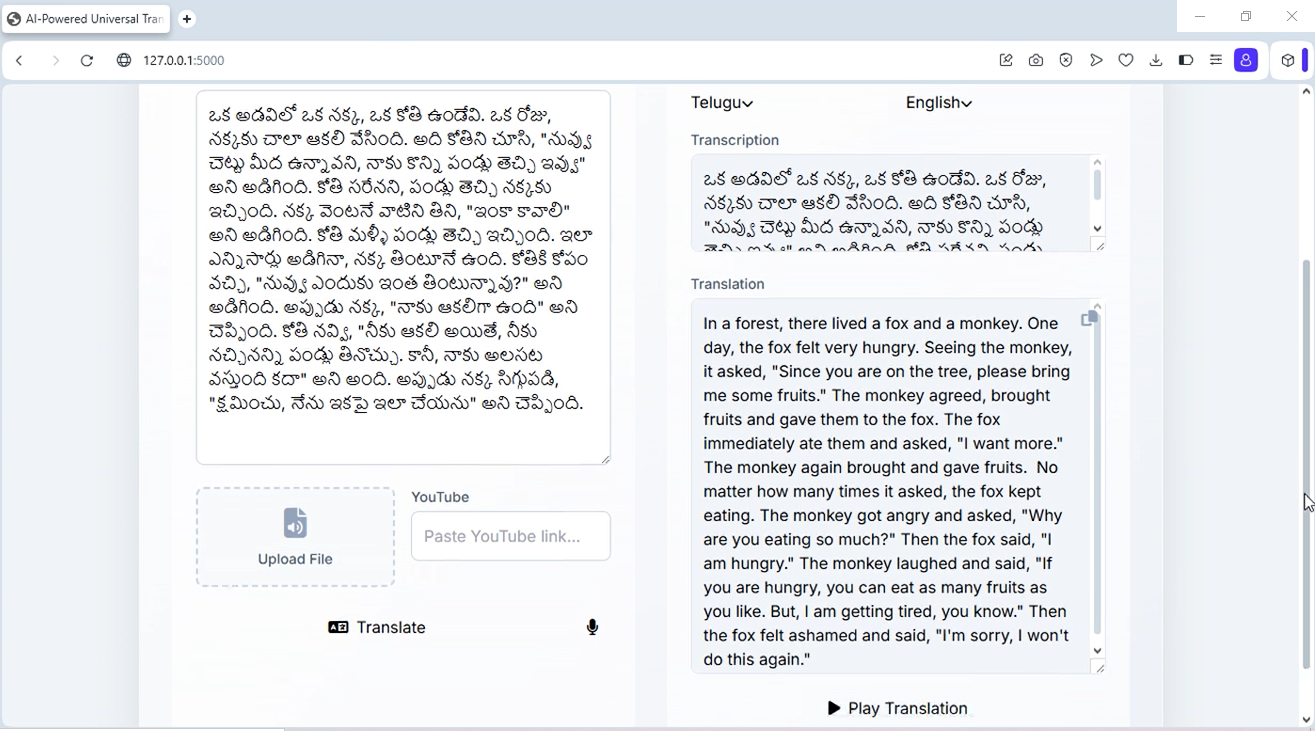 AI-Powered Universal Tran
127.0.0.1:5000
ఒక అడవిలో ఒక నక్క, ఒక కోతి ఉండేవి. ఒక రోజు,
నక్కకు చాలా ఆకలి వేసింది. అది కోతిని చూసి, "నువ్వు
చెట్టు మీద ఉన్నావని, నాకు కొన్ని పండ్లు తెచ్చి ఇవ్వు"
అని అడిగింది. కోతి సరేనని, పండ్లు తెచ్చి నక్కకు
ఇచ్చింది. నక్క వెంటనే వాటిని తిని, "ఇంకా కావాలి"
అని అడిగింది. కోతి మళ్ళీ పండ్లు తెచ్చి ఇచ్చింది. ఇలా
ఎన్నిసార్లు అడిగినా, నక్క తింటూనే ఉంది. కోతికి కోపం
వచ్చి, "నువ్వు ఎందుకు ఇంత తింటున్నావు?" అని
అడిగింది. అప్పుడు నక్క, "నాకు ఆకలిగా ఉంది" అని
చెప్పింది. కోతి నవ్వి, "నీకు ఆకలి అయితే, నీకు
నచ్చినన్ని పండ్లు తినొచ్చు. కానీ, నాకు అలసట
వస్తుంది కదా" అని అంది. అప్పుడు నక్క సిగ్గుపడి,
"క్షమించు, నేను ఇకపై ఇలా చేయను" అని చెప్పింది.
Upload File
YouTube
Paste YouTube link...
Translate
Telugu
English
Transcription
ఒక అడవిలో ఒక నక్క, ఒక కోతి ఉండేవి. ఒక రోజు,
నక్కకు చాలా ఆకలి వేసింది. అది కోతిని చూసి,
"నువ్వు చెట్టు మీద ఉన్నావని, నాకు కొన్ని పండ్లు
తెచ్చి ఇవ్వు" అని అడిగింది. కోతి సరేనని, పండ్లు
Translation
In a forest, there lived a fox and a monkey. One
day, the fox felt very hungry. Seeing the monkey,
it asked, "Since you are on the tree, please bring
me some fruits." The monkey agreed, brought
fruits and gave them to the fox. The fox
immediately ate them and asked, "I want more."
The monkey again brought and gave fruits.  No
matter how many times it asked, the fox kept
eating. The monkey got angry and asked, "Why
are you eating so much?" Then the fox said, "I
am hungry." The monkey laughed and said, "If
you are hungry, you can eat as many fruits as
you like. But, I am getting tired, you know." Then
the fox felt ashamed and said, "I'm sorry, I won't
do this again."
Play Translation